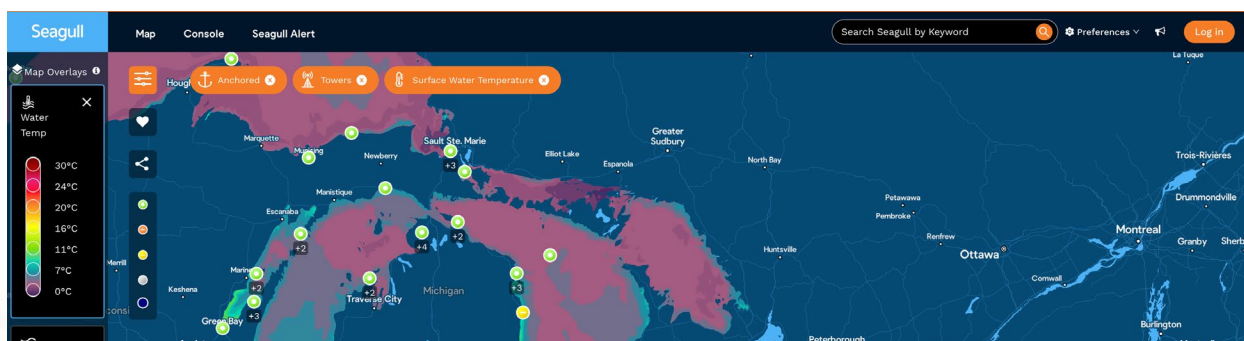 Seagull
Map
Console
Seagull Alert
Search Seagull by Keyword
Preferences
Log in
Map Overlays
Water
Temp
30°C
24°C
20°C
16°C
11°C
7°C
0°C
Anchored
Towers
Surface Water Temperature
La Tuque
Marquette
Munising
Newberry
Sault Ste. Marie
+3
Elliot Lake
Espanola
Greater
Sudbury
North Bay
Trois-Rivières
Manistique
Escanaba
+2
+4
+2
Petawawa
Pembroke
Renfrew
Drummondville
Montreal
Granby
Sherb
Ottawa
Huntsville
Cornwall
Merrill
Keshena
+2
+3
Green Bay
+2
Traverse City
Michigan
+3
Burlington
Peterborough